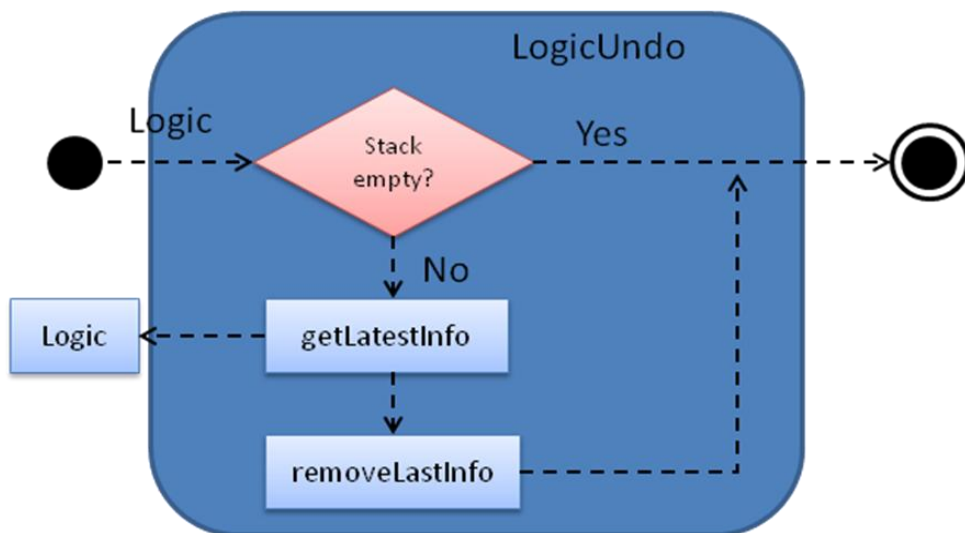 LogicUndo
Logic
Stack
empty?
Yes
No
Logic
getLatestInfo
removeLastInfo